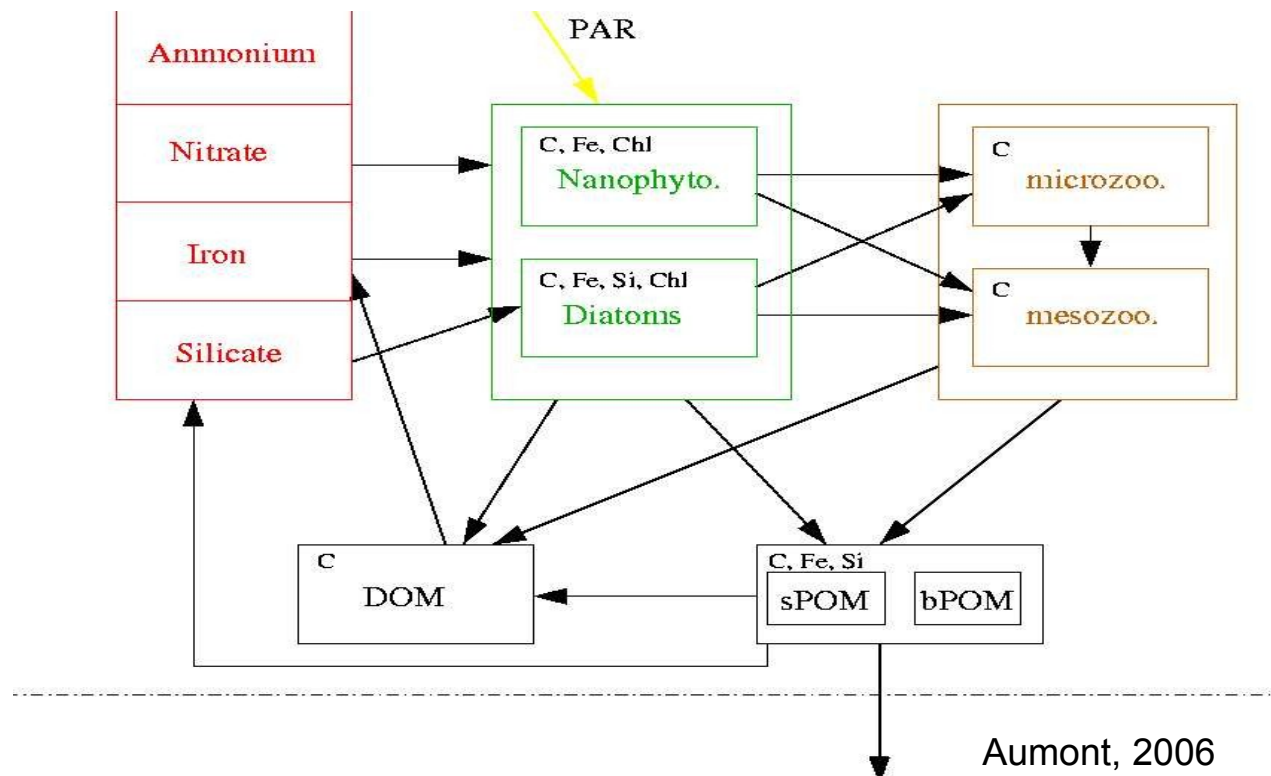 PAR
Ammonium
Nitrate
Iron
Silicate
C, Fe, Chl
Nanophyto.
C, Fe, Si, Chl
Diatoms
C
microzoo.
C
mesozoo.
C
DOM
C, Fe, Si
sPOM
bPOM
Aumont, 2006